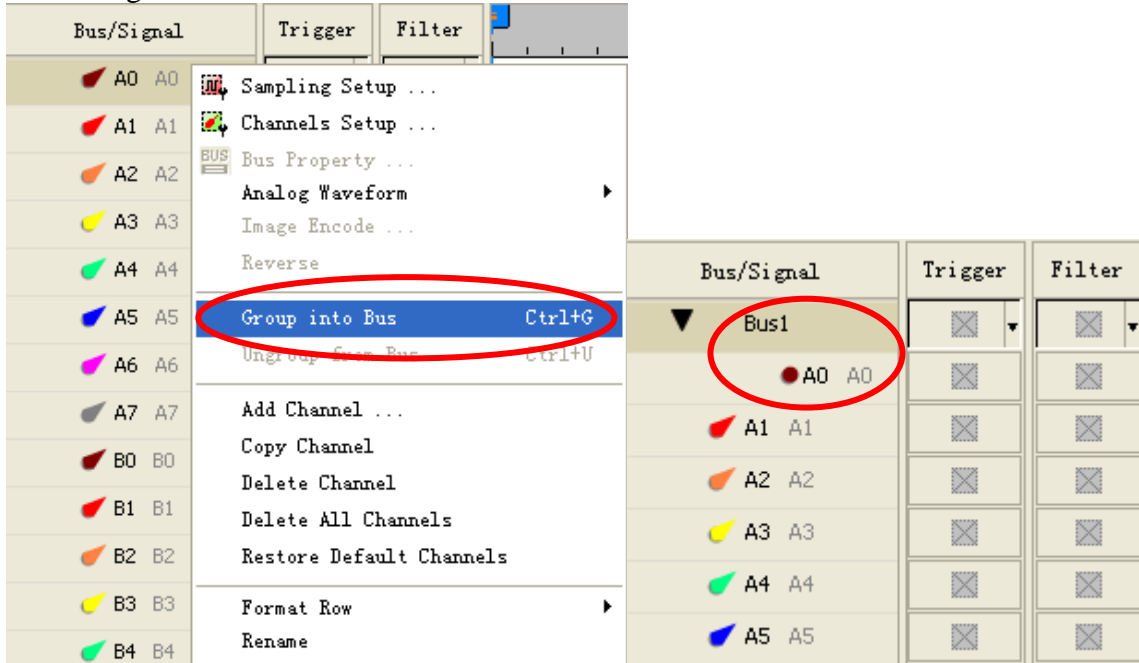 Bus/Signal Trigger Filter
A0 A0
A1 A1
A2 A2
A3 A3
A4 A4
A5 A5
A6 A6
A7 A7
B0 B0
B1 B1
B2 B2
B3 B3
B4 B4
Sampling Setup ...
Channels Setup ...
BUS Bus Property ...
Analog Waveform
Image Encode ...
Reverse
Group into Bus Ctrl+G
Ungroup from Bus Ctrl+U
Add Channel ...
Copy Channel
Delete Channel
Delete All Channels
Restore Default Channels
Format Row
Rename
Bus/Signal Trigger Filter
Bus1
A0 A0
A1 A1
A2 A2
A3 A3
A4 A4
A5 A5